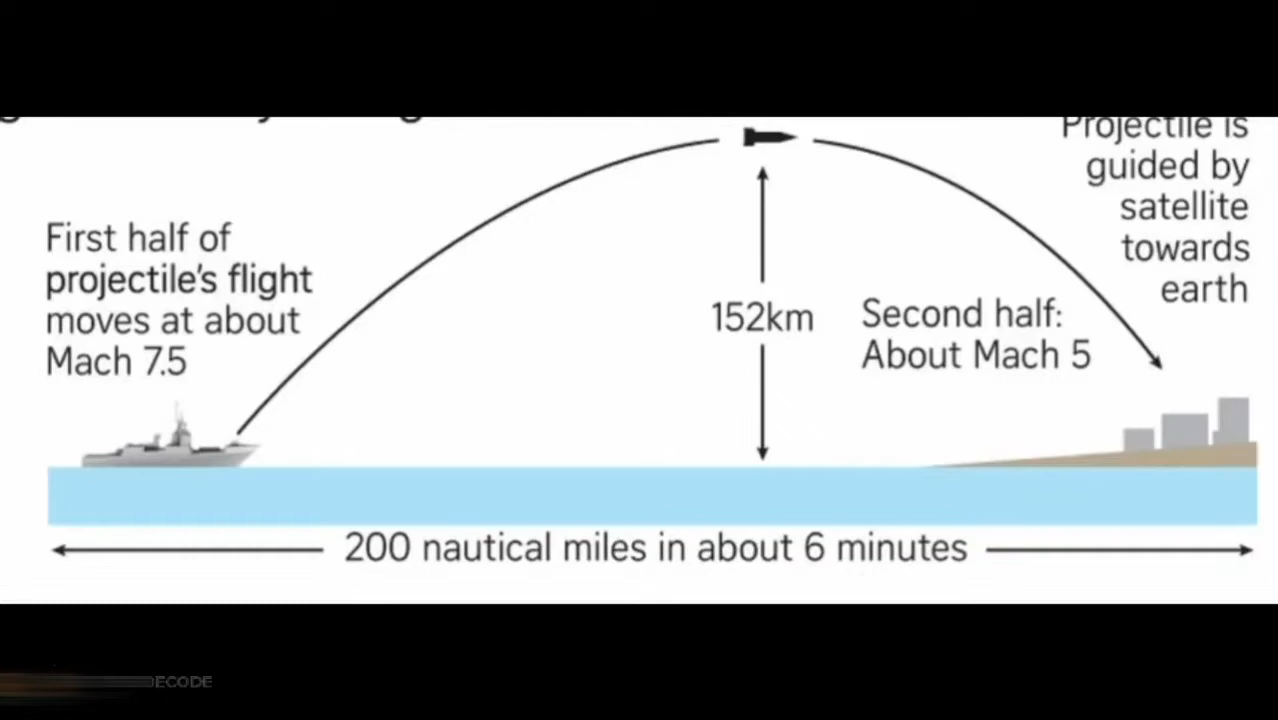 First half of
projectile's flight
moves at about
Mach 7.5
152km
Second half:
About Mach 5
Projectile is
guided by
satellite
towards
earth
200 nautical miles in about 6 minutes
ECODE